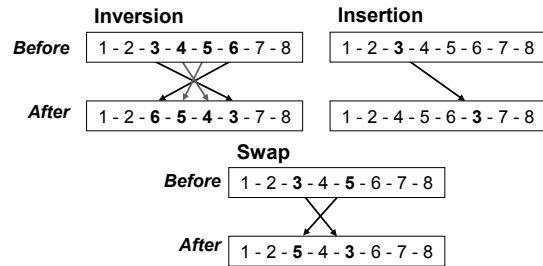 Inversion
Before 1 - 2 - 3 - 4 - 5 - 6 - 7 - 8
After 1 - 2 - 6 - 5 - 4 - 3 - 7 - 8
Insertion
1 - 2 - 3 - 4 - 5 - 6 - 7 - 8
1 - 2 - 4 - 5 - 6 - 3 - 7 - 8
Swap
Before 1 - 2 - 3 - 4 - 5 - 6 - 7 - 8
After 1 - 2 - 5 - 4 - 3 - 6 - 7 - 8